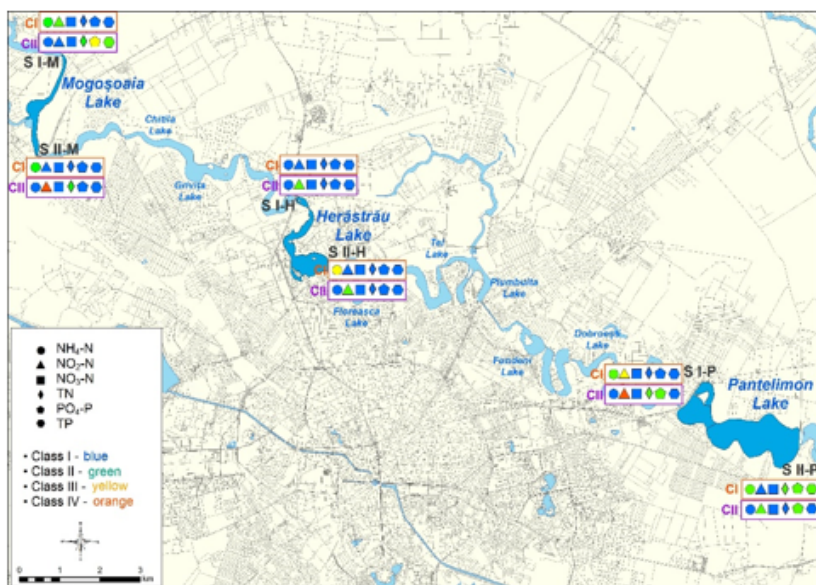 CI
CII
S I-M
Mogoșoaia
Lake
S II-M
Chitila
Lake
CI
CII
Grivița
Lake
CI
CII
S I-H
Herăstrău
Lake
S II-H
CI
CII
Floreasca
Lake
Tei
Lake
Plumbuita
Lake
Fundeni
Lake
Lake
CI
CII
S I-P
Pantelimon
Lake
S II-P
CI
CII
NH₄-N
NO₂-N
NO₃-N
TN
PO₄-P
TP
• Class I - blue
• Class II - green
• Class III - yellow
• Class IV - orange
0 1 2 3
km